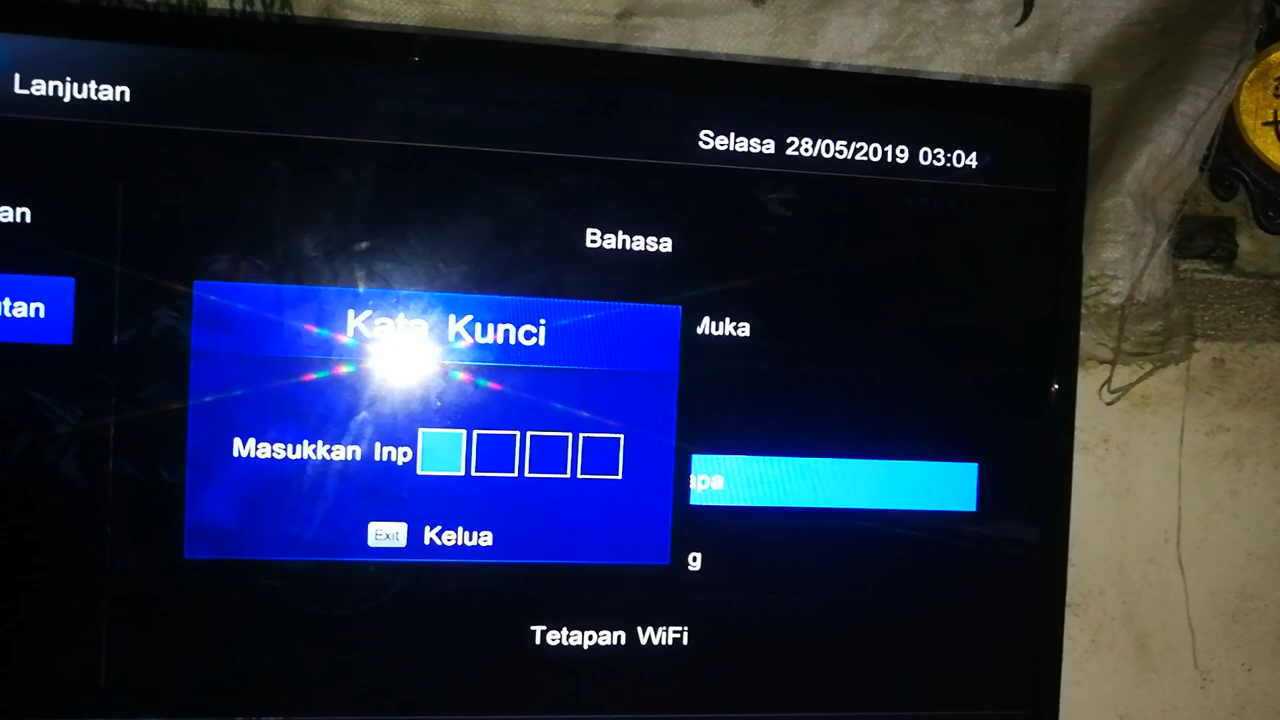 Lanjutan
Selasa 28/05/2019 03:04
an
Bahasa
tan
Kata Kunci
Muka
Masukkan Inp
apa
Exit Kelua
g
Tetapan WiFi